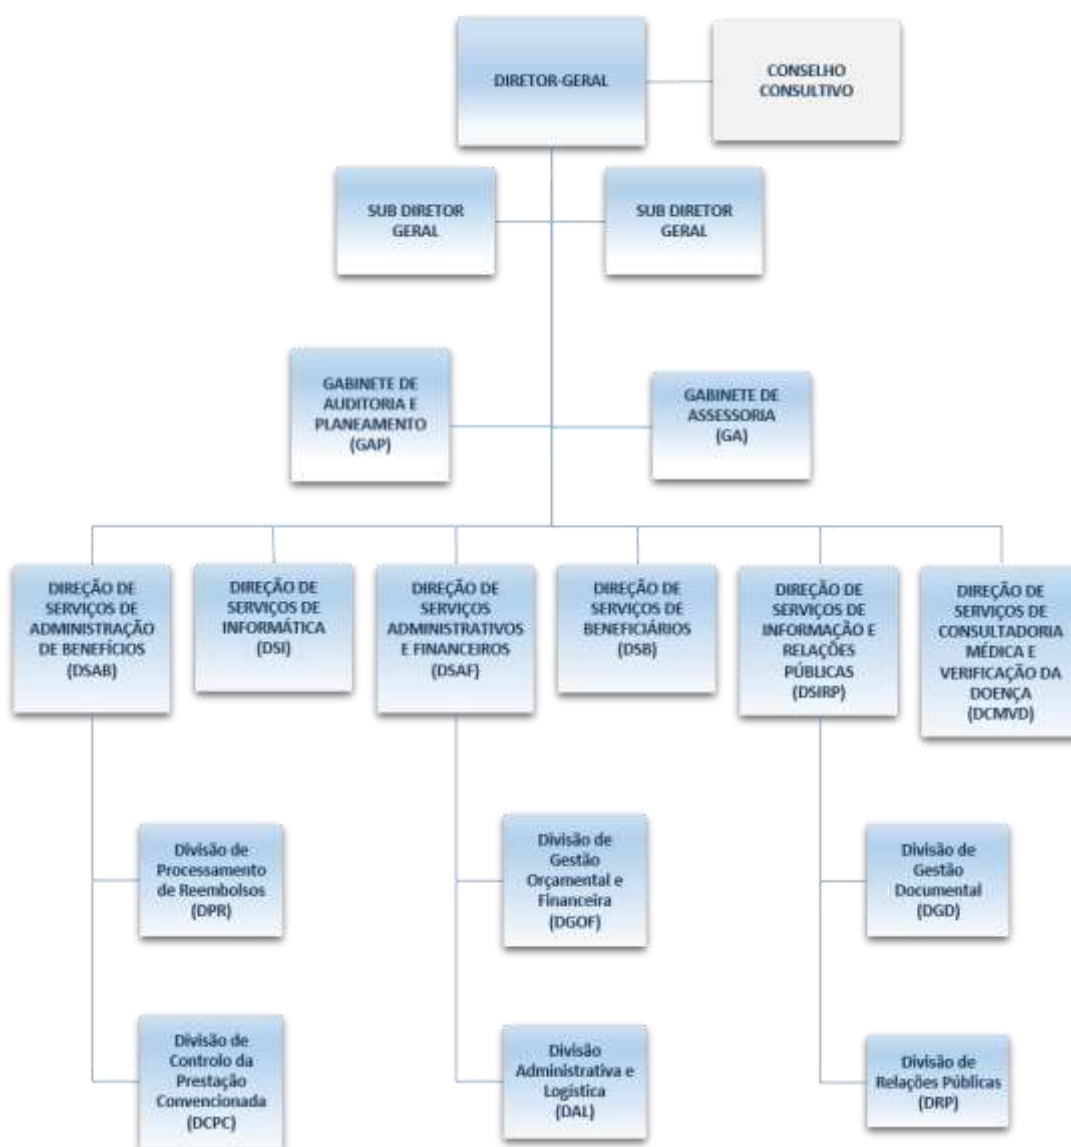 DIRETOR-GERAL
CONSELHO
CONSULTIVO
SUB DIRETOR
GERAL
SUB DIRETOR
GERAL
GABINETE DE
AUDITORIA E
PLANEAMENTO
(GAP)
GABINETE DE
ASSESSORIA
(GA)
DIREÇÃO DE
SERVIÇOS DE
ADMINISTRAÇÃO
DE BENEFÍCIOS
(DSAB)
DIREÇÃO DE
SERVIÇOS DE
INFORMÁTICA
(DSI)
DIREÇÃO DE
SERVIÇOS
ADMINISTRATIVOS
E FINANCEIROS
(DSAF)
DIREÇÃO DE
SERVIÇOS DE
BENEFICIÁRIOS
(DSB)
DIREÇÃO DE
SERVIÇOS DE
INFORMAÇÃO E
RELAÇÕES
PÚBLICAS
(DSIRP)
DIREÇÃO DE
SERVIÇOS DE
CONSULTADORIA
MÉDICA E
VERIFICAÇÃO DA
DOENÇA
(DCMVD)
Divisão de
Processamento
de Reembolsos
(DPR)
Divisão de
Gestão
Orçamental e
Financeira
(DGOF)
Divisão de
Gestão
Documental
(DGD)
Divisão de
Controlo da
Prestação
Convencionada
(DCPC)
Divisão
Administrativa e
Logística
(DAL)
Divisão de
Relações Públicas
(DRP)